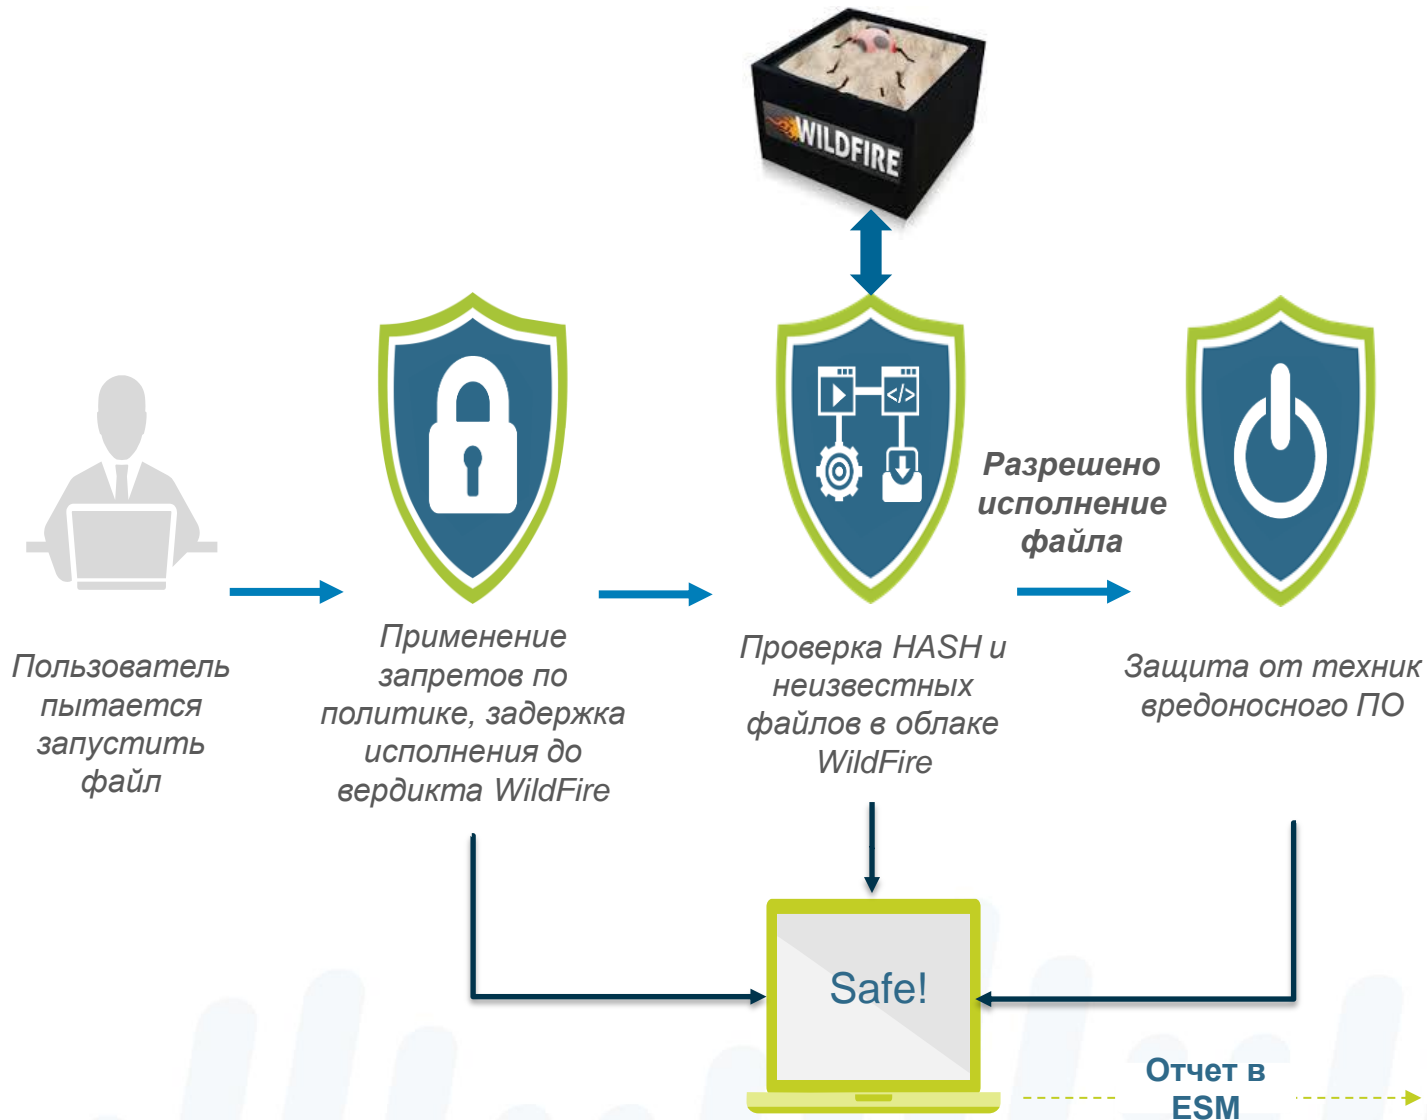 WILDFIRE
</>
Разрешено
исполнение
файла
Пользователь
пытается
запустить
файл
Применение
запретов по
политике, задержка
исполнения до
вердикта WildFire
Проверка HASH и
неизвестных
файлов в облаке
WildFire
Защита от техник
вредоносного ПО
Safe!
Отчет в
ESM